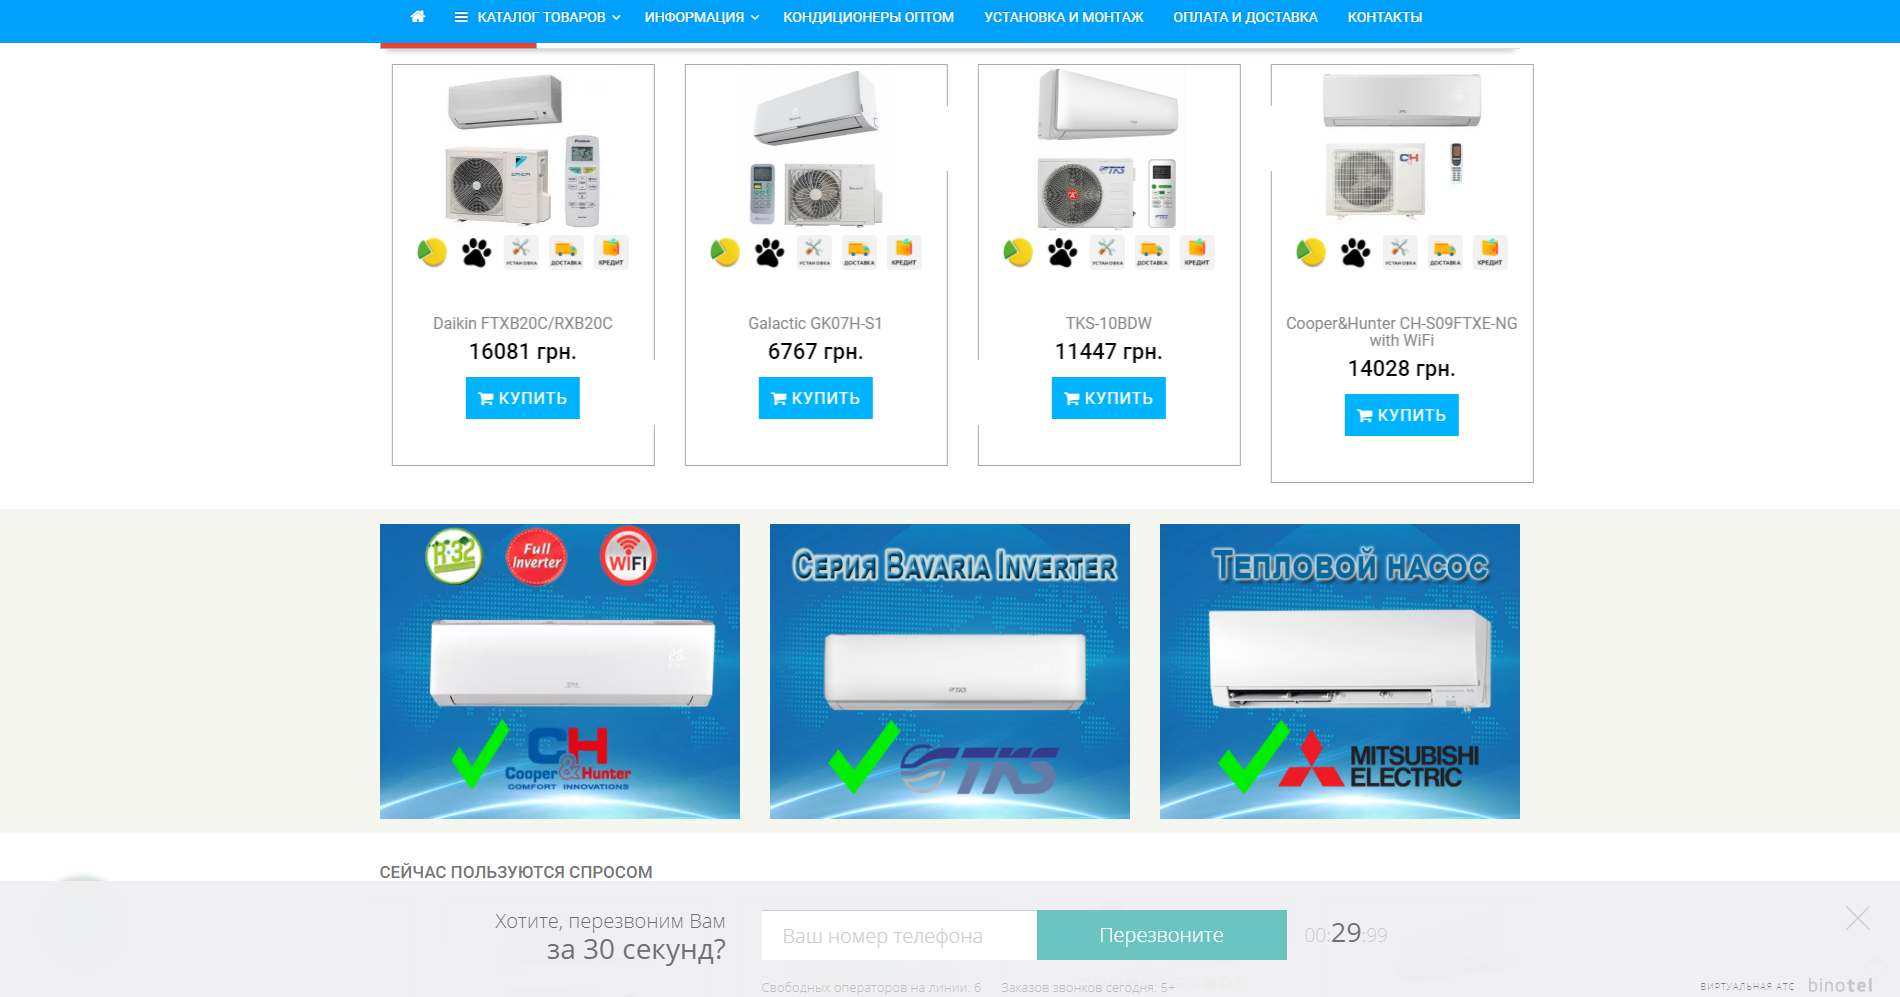 КАТАЛОГ ТОВАРОВ ИНФОРМАЦИЯ КОНДИЦИОНЕРЫ ОПТОМ УСТАНОВКА И МОНТАЖ ОПЛАТА И ДОСТАВКА КОНТАКТЫ
TKS
CH
TKS
УСТАНОВКА ДОСТАВКА КРЕДИТ
УСТАНОВКА ДОСТАВКА КРЕДИТ
УСТАНОВКА ДОСТАВКА КРЕДИТ
УСТАНОВКА ДОСТАВКА КРЕДИТ
Daikin FTXB20C/RXB20C
16081 грн.
КУПИТЬ
Galactic GK07H-S1
6767 грн.
КУПИТЬ
TKS-10BDW
11447 грн.
КУПИТЬ
Cooper&Hunter CH-S09FTXE-NG
with WiFi
14028 грн.
КУПИТЬ
R-32
Full
Inverter
WiFi
CH
Cooper&Hunter
COMFORT INNOVATIONS
Серия Bavaria Inverter
TKS
TKS
Тепловой насос
MITSUBISHI
ELECTRIC
СЕЙЧАС ПОЛЬЗУЮТСЯ СПРОСОМ
Хотите, перезвоним Вам
за 30 секунд?
Ваш номер телефона
Перезвоните
00:29:99
Свободных операторов на линии: 6 Заказов звонков сегодня: 5+
ВИРТУАЛЬНАЯ АТС binotel